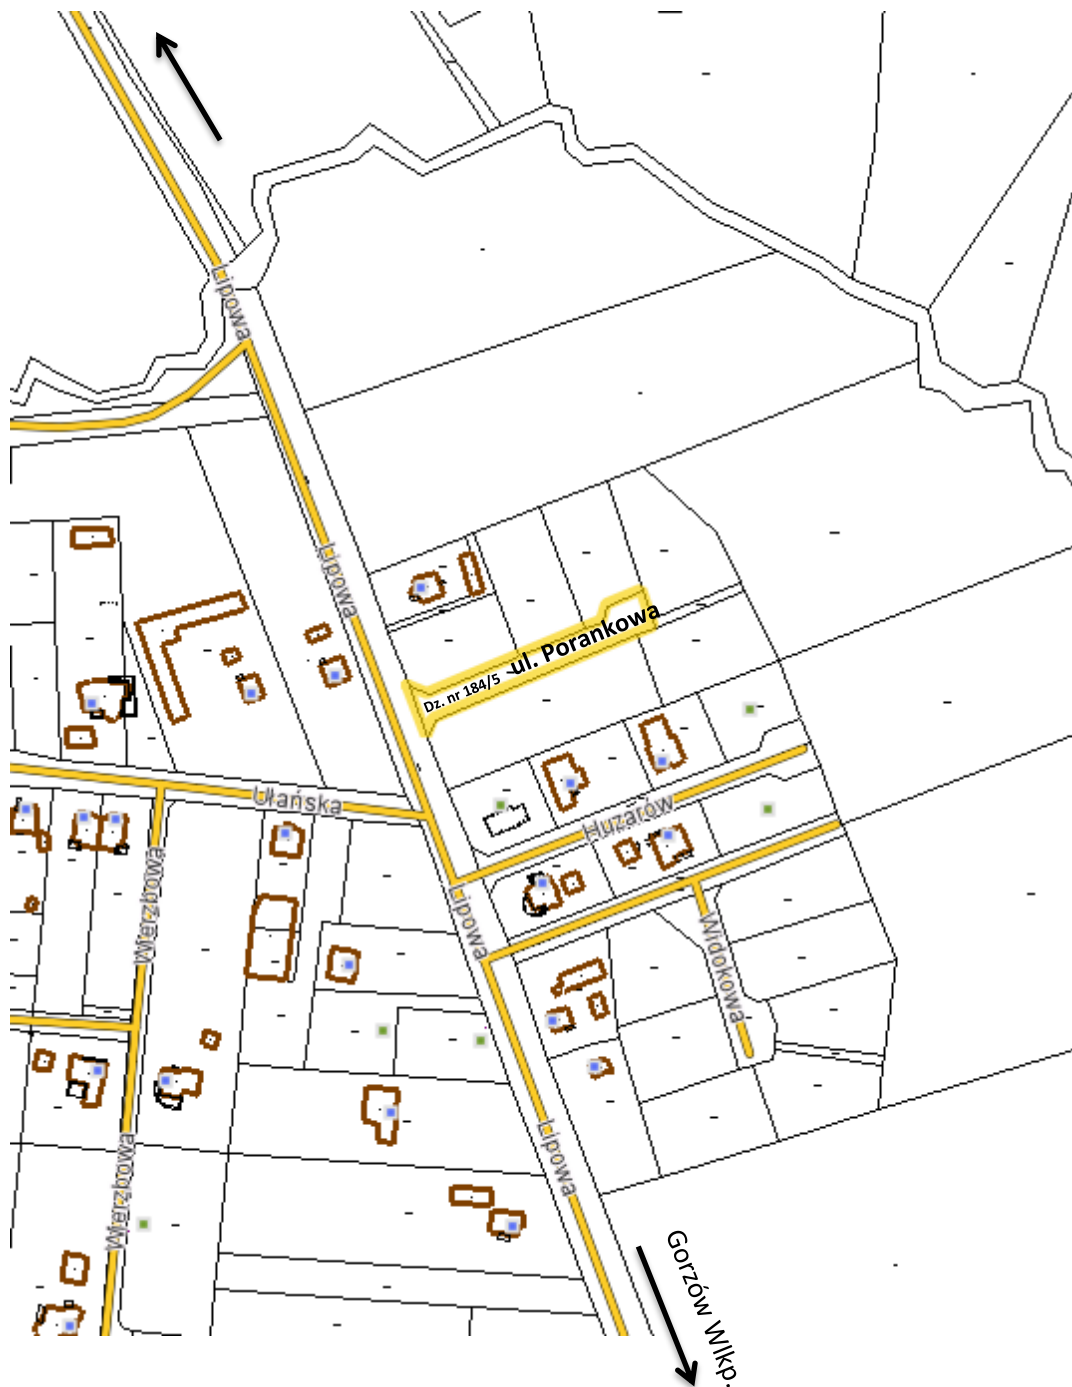 Lipowa
Lipowa
ul. Porankowa
Dz. nr 184/5
Ułańska
Huzarów
Wierzbowa
Lipowa
Widokowa
Lipowa
Wierzbowa
Gorzów Wlkp.